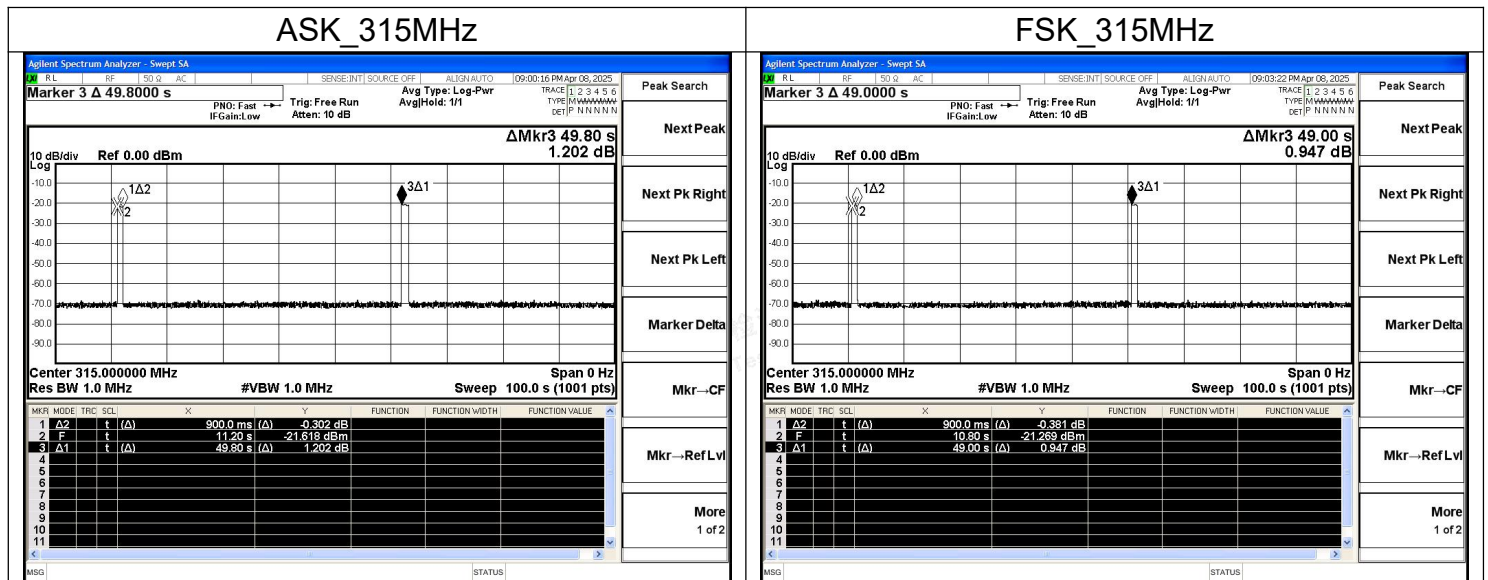 ASK_315MHz
Agilent Spectrum Analyzer - Swept SA
LXI RL RF 50 Ω AC SENSE:INT SOURCE OFF ALIGN AUTO 09:00:16 PM Apr 08, 2025
Marker 3 Δ 49.8000 s
PNO: Fast Trig: Free Run Avg Type: Log-Pwr TRACE 1 2 3 4 5 6
IFGain:Low Atten: 10 dB Avg|Hold: 1/1 TYPE M
DET P N N N N N
ΔMkr3 49.80 s
1.202 dB
10 dB/div Ref 0.00 dBm
Log
-10.0
-20.0
-30.0
-40.0
-50.0
-60.0
-70.0
-80.0
-90.0
1Δ2
2
3Δ1
Center 315.000000 MHz Span 0 Hz
Res BW 1.0 MHz #VBW 1.0 MHz Sweep 100.0 s (1001 pts)
MKR MODE TRC SCL X Y FUNCTION FUNCTION WIDTH FUNCTION VALUE
1 Δ2 t (Δ) 900.0 ms (Δ) -0.302 dB
2 F t 11.20 s -21.618 dBm
3 Δ1 t (Δ) 49.80 s (Δ) 1.202 dB
4
5
6
7
8
9
10
11
MSG STATUS
Peak Search
Next Peak
Next Pk Right
Next Pk Left
Marker Delta
Mkr→CF
Mkr→Ref Lvl
More
1 of 2
FSK_315MHz
Agilent Spectrum Analyzer - Swept SA
LXI RL RF 50 Ω AC SENSE:INT SOURCE OFF ALIGN AUTO 09:03:22 PM Apr 08, 2025
Marker 3 Δ 49.0000 s
PNO: Fast Trig: Free Run Avg Type: Log-Pwr TRACE 1 2 3 4 5 6
IFGain:Low Atten: 10 dB Avg|Hold: 1/1 TYPE M
DET P N N N N N
ΔMkr3 49.00 s
0.947 dB
10 dB/div Ref 0.00 dBm
Log
-10.0
-20.0
-30.0
-40.0
-50.0
-60.0
-70.0
-80.0
-90.0
1Δ2
2
3Δ1
Center 315.000000 MHz Span 0 Hz
Res BW 1.0 MHz #VBW 1.0 MHz Sweep 100.0 s (1001 pts)
MKR MODE TRC SCL X Y FUNCTION FUNCTION WIDTH FUNCTION VALUE
1 Δ2 t (Δ) 900.0 ms (Δ) -0.381 dB
2 F t 10.80 s -21.269 dBm
3 Δ1 t (Δ) 49.00 s (Δ) 0.947 dB
4
5
6
7
8
9
10
11
MSG STATUS
Peak Search
Next Peak
Next Pk Right
Next Pk Left
Marker Delta
Mkr→CF
Mkr→Ref Lvl
More
1 of 2